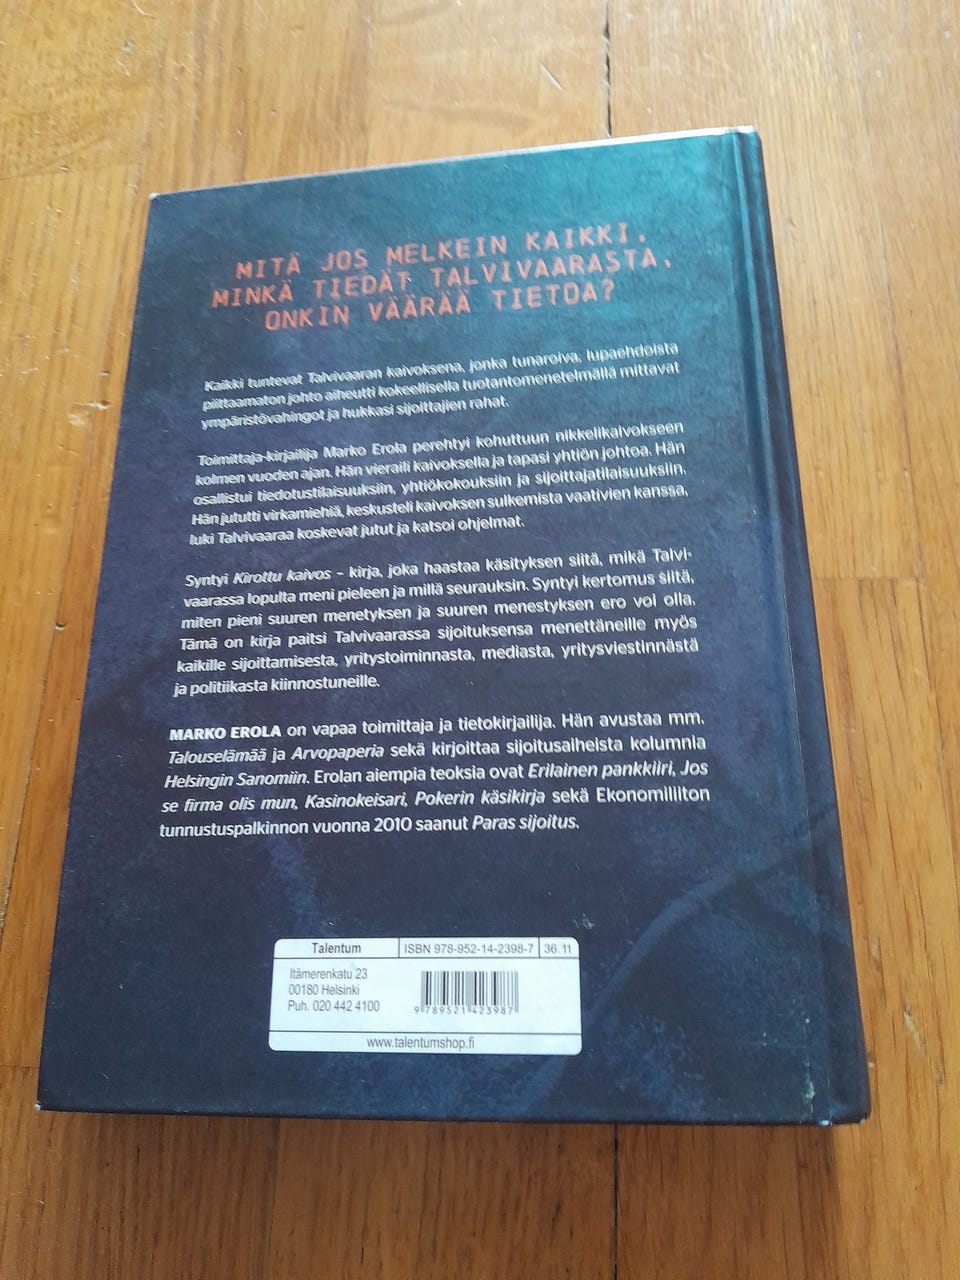 MITÄ JOS MELKEIN KAIKKI,
MINKÄ TIEDÄT TALVIVAARASTA,
ONKIN VÄÄRÄÄ TIETOA?
Kaikki tuntevat Talvivaaran kaivoksena, jonka tunaroiva, lupaehdoista
piittaamaton johto aiheutti kokeellisella tuotantomenetelmällä mittavat
ympäristövahingot ja hukkasi sijoittajien rahat.
Toimittaja-kirjailija Marko Erola perehtyi kohuttuun nikkelikaivokseen
kolmen vuoden ajan. Hän vieraili kaivoksella ja tapasi yhtiön johtoa. Hän
osallistui tiedotustilaisuuksiin, yhtiökokouksiin ja sijoittajatilaisuuksiin.
Hän jututti virkamiehiä, keskusteli kaivoksen sulkemista vaativien kanssa,
luki Talvivaaraa koskevat jutut ja katsoi ohjelmat.
Syntyi Kirottu kaivos – kirja, joka haastaa käsityksen siitä, mikä Talvi-
vaarassa lopulta meni pieleen ja millä seurauksin. Syntyi kertomus siitä,
miten pieni suuren menetyksen ja suuren menestyksen ero voi olla.
Tämä on kirja paitsi Talvivaarassa sijoituksensa menettäneille myös
kaikille sijoittamisesta, yritystoiminnasta, mediasta, yritysviestinnästä
ja politiikasta kiinnostuneille.
MARKO EROLA on vapaa toimittaja ja tietokirjailija. Hän avustaa mm.
Talouselämää ja Arvopaperia sekä kirjoittaa sijoitusaiheista kolumnia
Helsingin Sanomiin. Erolan aiempia teoksia ovat Erilainen pankkiiri, Jos
se firma olis mun, Kasinokeisari, Pokerin käsikirja sekä Ekonomiliiton
tunnustuspalkinnon vuonna 2010 saanut Paras sijoitus.
Talentum ISBN 978-952-14-2398-7 36.11
Itämerenkatu 23
00180 Helsinki
Puh. 020 442 4100
9 789521 423987
www.talentumshop.fi